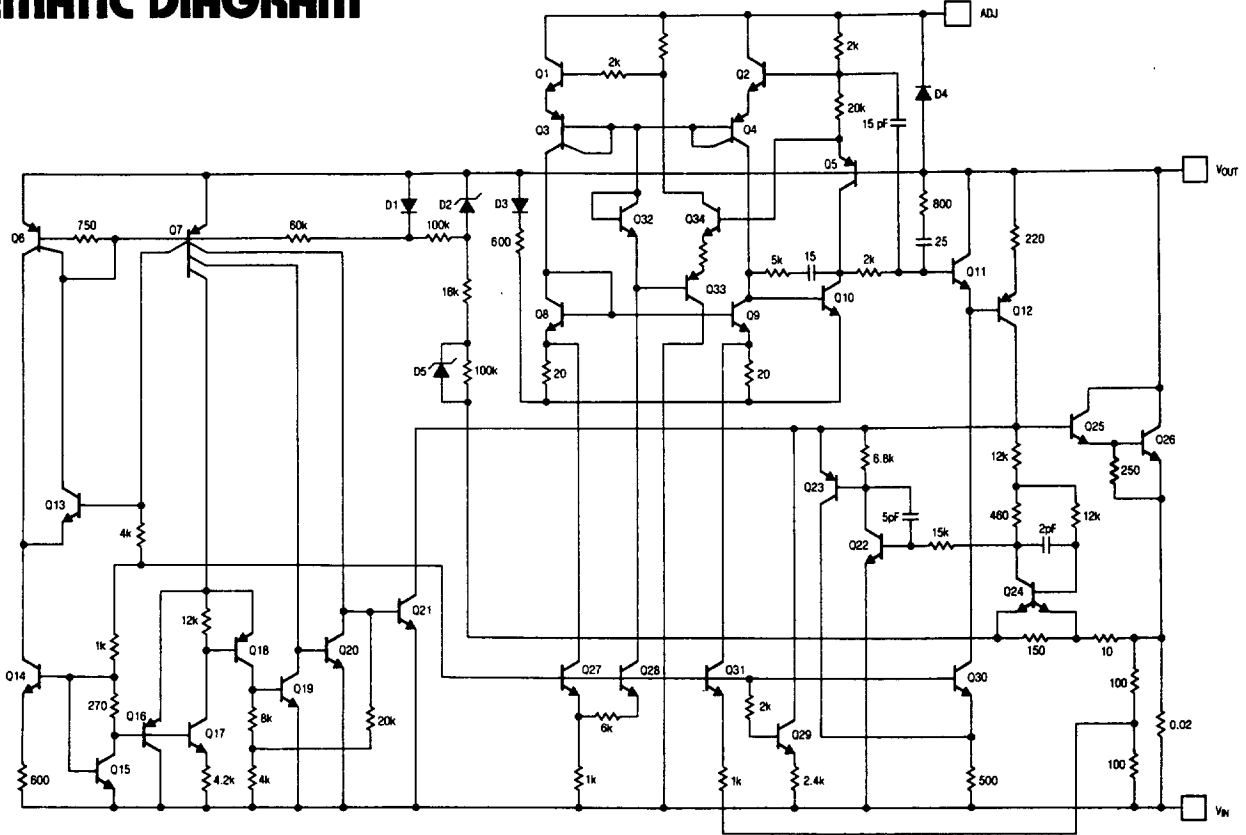 EMATIC DIAGRAM
ADJ
2k
Q1
2k
Q2
D4
20k
15 pF
Q3
Q4
Q5
VOUT
D1
D2
D3
Q32
Q34
800
Q6
750
Q7
60k
100k
600
25
220
5k
15
2k
Q11
Q33
18k
Q8
Q9
Q10
Q12
D5
100k
20
20
Q25
Q26
6.8k
12k
250
Q23
Q13
5pF
460
12k
4k
15k
2pF
Q22
Q24
Q21
12k
1k
150
10
Q18
Q20
Q14
Q27
Q28
Q31
Q30
270
Q19
100
Q16
8k
20k
2k
Q17
6k
Q29
0.02
Q15
600
4.2k
4k
1k
1k
2.4k
500
100
VIN